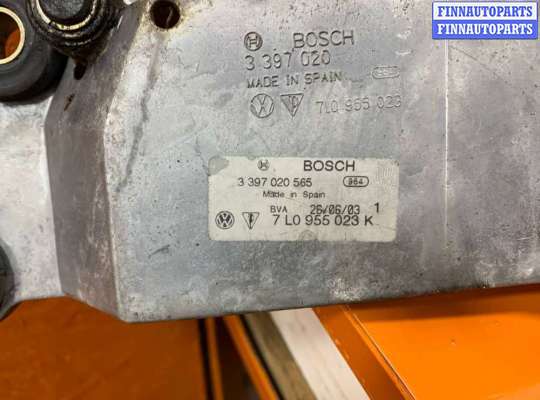 FINNAUTOPARTS
FINNAUTOPARTS
BOSCH
3 397 020
MADE IN SPAIN
7L0 955 023
BOSCH
3 397 020 565
964
Made in Spain
BVA 26/06/03 1
7 L0 955 023 K